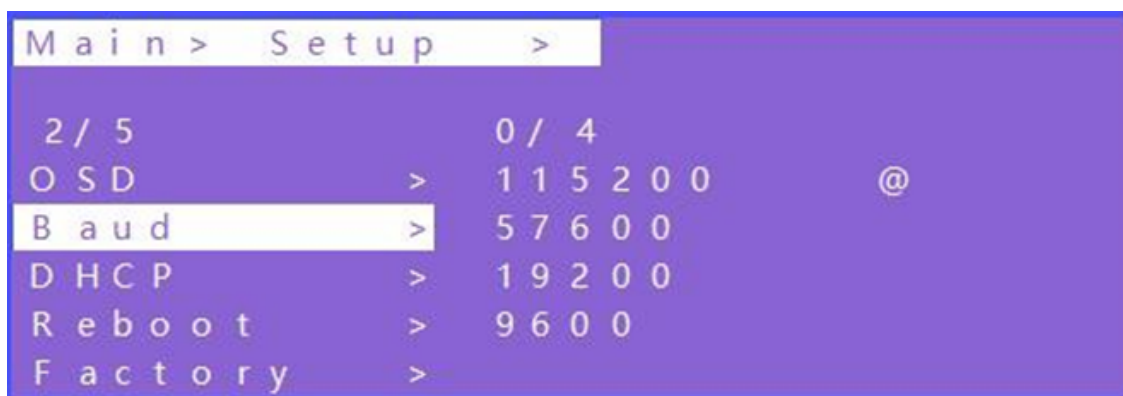 Main> Setup >
2/5 0/4
OSD > 115200 @
Baud > 57600
DHCP > 19200
Reboot > 9600
Factory >